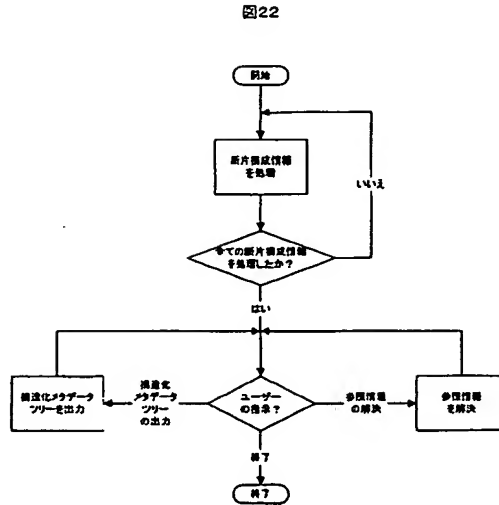 図22
開始
断片構成情報
を処理
いいえ
全ての断片構成情報
を処理したか？
はい
構造化メタデータ
ツリーを出力
構造化
メタデータ
ツリー
の出力
ユーザー
の指示？
参照情報
の解決
参照情報
を解決
終了
終了